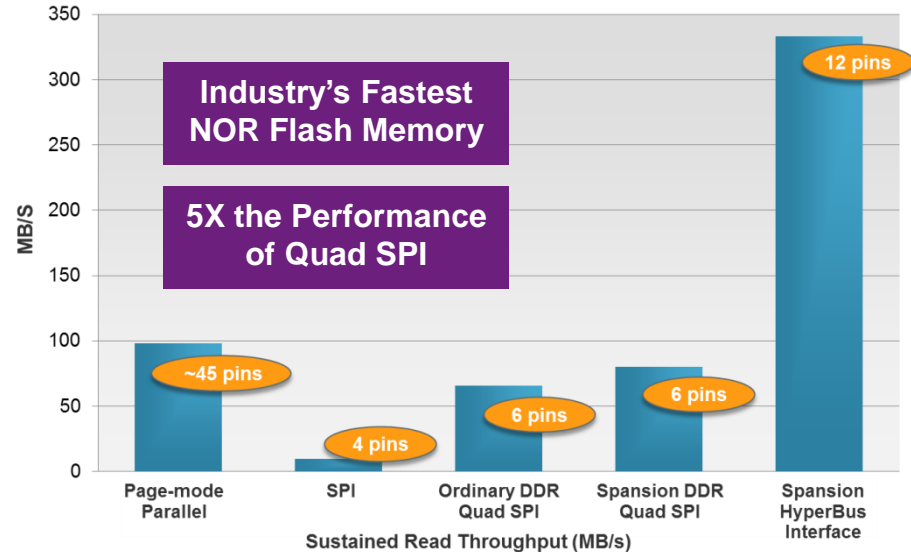 350
300
250
200
150
100
50
0
MB/S
Industry's Fastest
NOR Flash Memory
5X the Performance
of Quad SPI
~45 pins
4 pins
6 pins
6 pins
12 pins
Page-mode
Parallel
SPI
Ordinary DDR
Quad SPI
Spansion DDR
Quad SPI
Spansion
HyperBus
Interface
Sustained Read Throughput (MB/s)